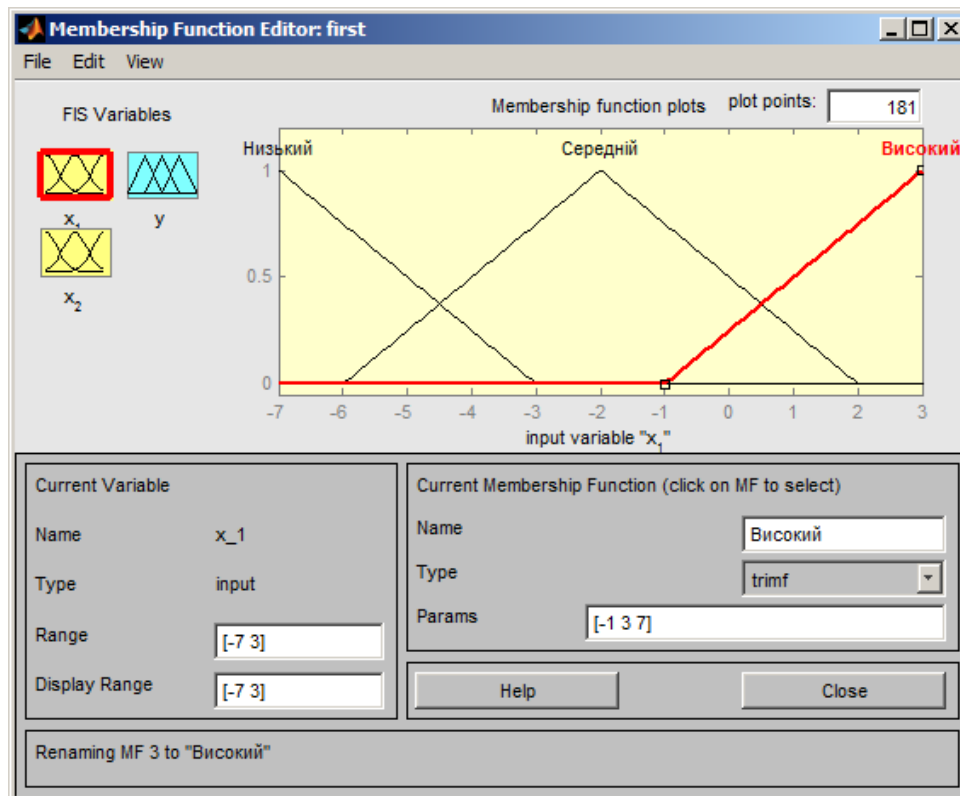 Membership Function Editor: first
File Edit View
FIS Variables
Membership function plots plot points: 181
x_1
y
x_2
Низький Середній Високий
1
0.5
0
-7 -6 -5 -4 -3 -2 -1 0 1 2 3
input variable "x_1"
Current Variable
Name x_1
Type input
Range [-7 3]
Display Range [-7 3]
Current Membership Function (click on MF to select)
Name Високий
Type trimf
Params [-1 3 7]
Help Close
Renaming MF 3 to "Високий"